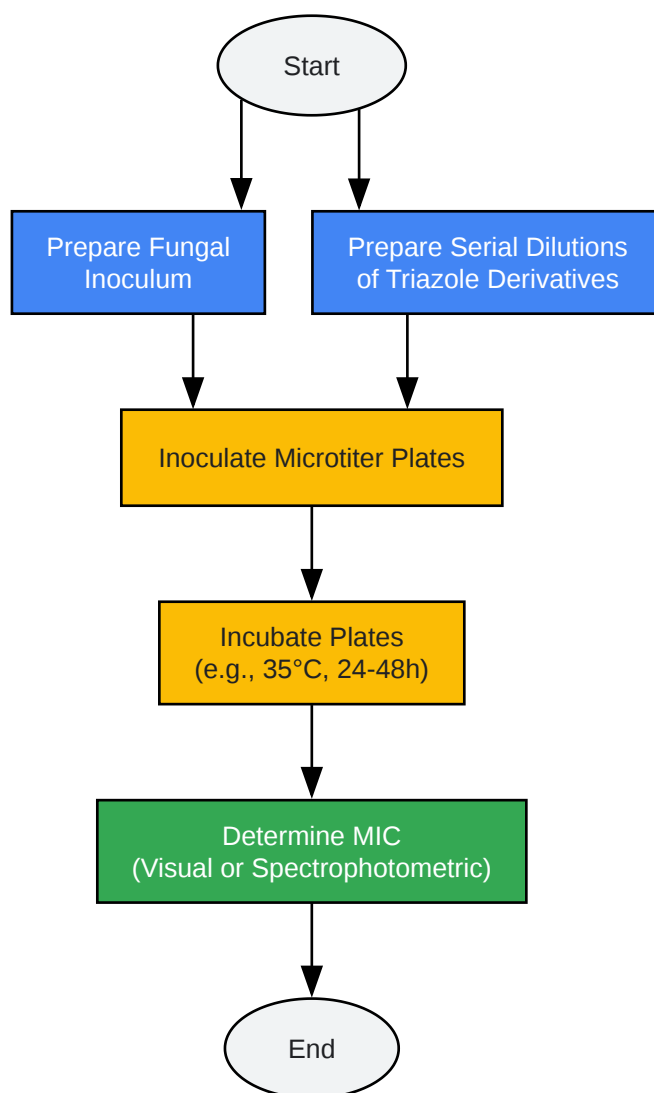 Start
Prepare Fungal
Inoculum
Prepare Serial Dilutions
of Triazole Derivatives
Inoculate Microtiter Plates
Incubate Plates
(e.g., 35°C, 24-48h)
Determine MIC
(Visual or Spectrophotometric)
End